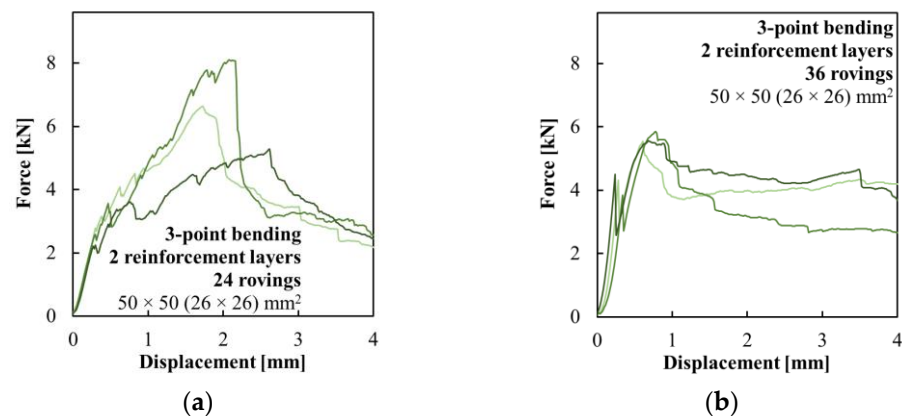 8
6
4
2
0
Force [kN]
3-point bending
2 reinforcement layers
24 rovings
50 × 50 (26 × 26) mm²
0 1 2 3 4
Displacement [mm]
(a)
3-point bending
2 reinforcement layers
36 rovings
50 × 50 (26 × 26) mm²
8
6
4
2
0
Force [kN]
0 1 2 3 4
Displacement [mm]
(b)